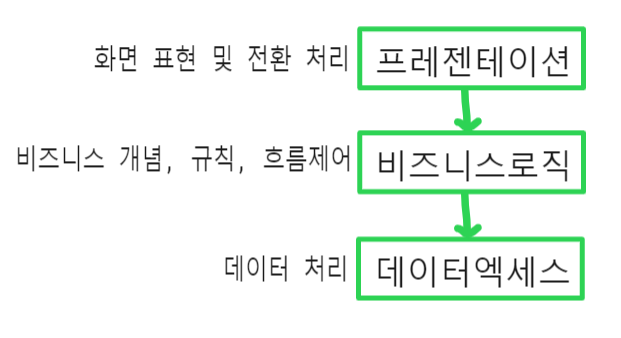 화면 표현 및 전환 처리 프레젠테이션
비즈니스 개념, 규칙, 흐름제어 비즈니스로직
데이터 처리 데이터엑세스